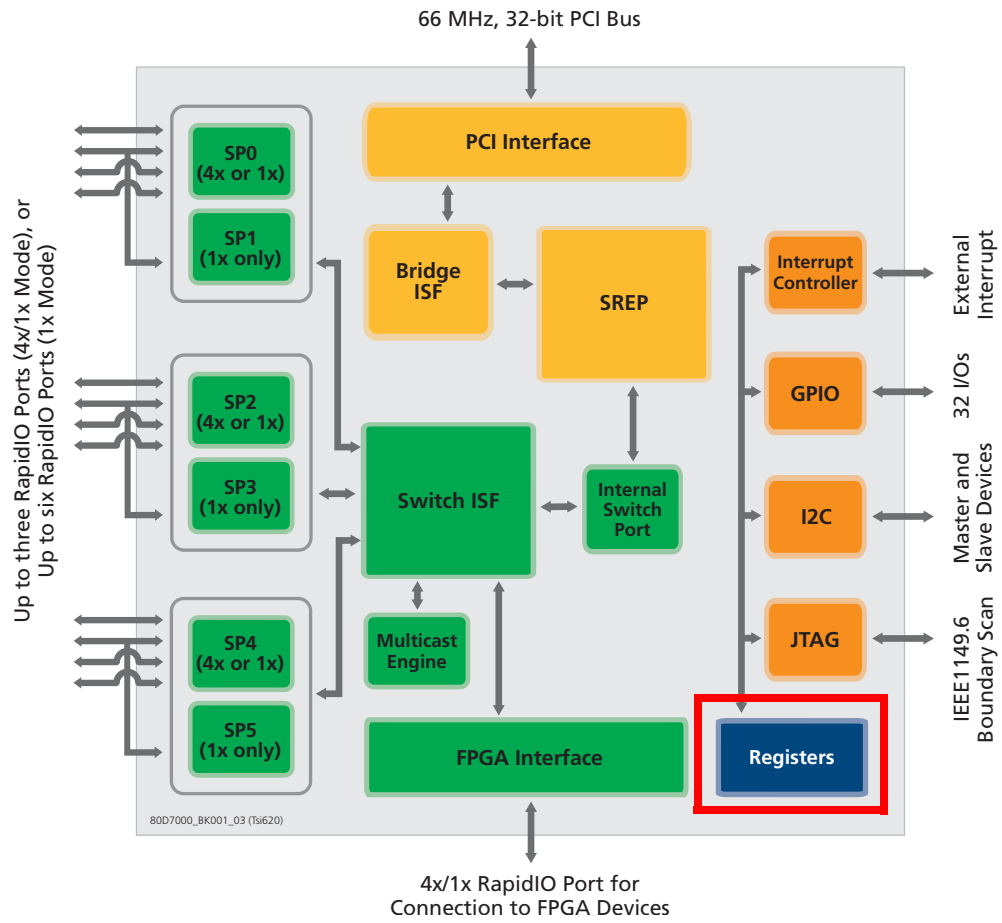 66 MHz, 32-bit PCI Bus
PCI Interface
SP0
(4x or 1x)
SP1
(1x only)
Bridge
ISF
SREP
Interrupt
Controller
External
Interrupt
Up to three RapidIO Ports (4x/1x Mode), or
Up to six RapidIO Ports (1x Mode)
SP2
(4x or 1x)
SP3
(1x only)
Switch ISF
Internal
Switch
Port
GPIO
32 I/Os
I2C
Master and
Slave Devices
SP4
(4x or 1x)
SP5
(1x only)
Multicast
Engine
JTAG
IEEE1149.6
Boundary Scan
FPGA Interface
Registers
80D7000_BK001_03 (Tsi620)
4x/1x RapidIO Port for
Connection to FPGA Devices